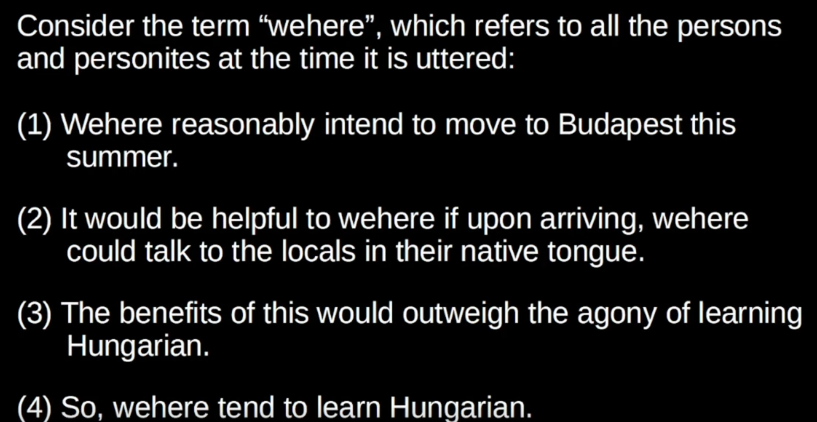 Consider the term “wehere”, which refers to all the persons
and personites at the time it is uttered:
(1) Wehere reasonably intend to move to Budapest this
summer.
(2) It would be helpful to wehere if upon arriving, wehere
could talk to the locals in their native tongue.
(3) The benefits of this would outweigh the agony of learning
Hungarian.
(4) So, wehere tend to learn Hungarian.